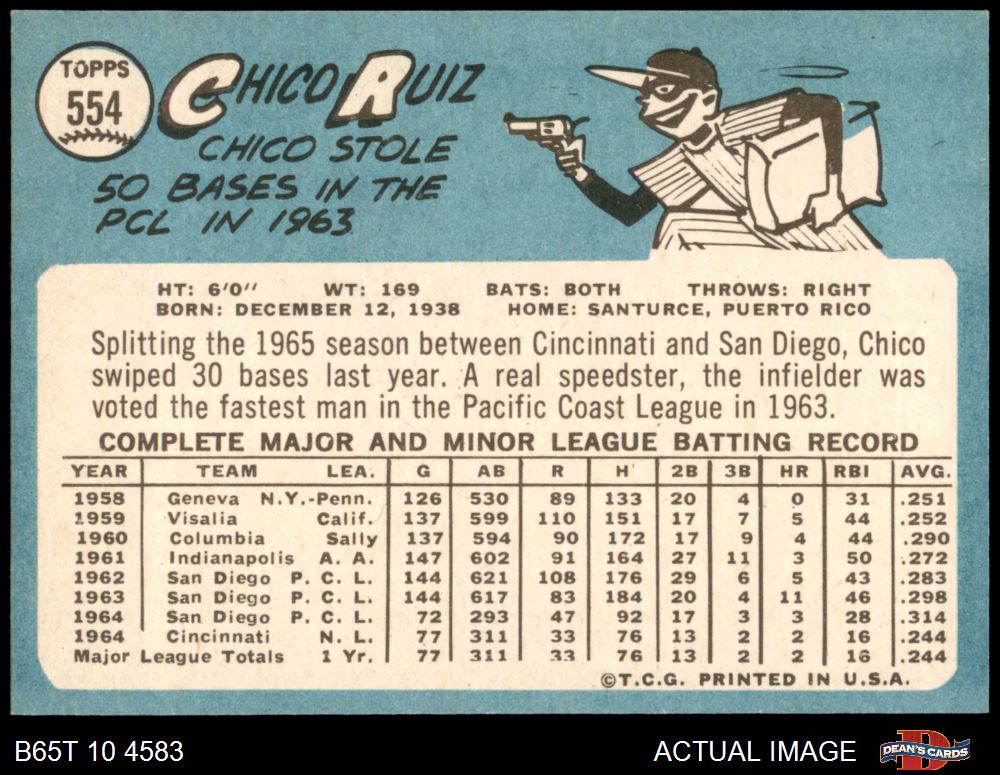 TOPPS
554
CHICO RUIZ
CHICO STOLE
50 BASES IN THE
PCL IN 1963
HT: 6'0" WT: 169 BATS: BOTH THROWS: RIGHT
BORN: DECEMBER 12, 1938 HOME: SANTURCE, PUERTO RICO
Splitting the 1965 season between Cincinnati and San Diego, Chico
swiped 30 bases last year. A real speedster, the infielder was
voted the fastest man in the Pacific Coast League in 1963.
COMPLETE MAJOR AND MINOR LEAGUE BATTING RECORD
YEAR TEAM LEA. G AB R H 2B 3B HR RBI AVG.
1958 Geneva N.Y.-Penn. 126 530 89 133 20 4 0 31 .251
1959 Visalia Calif. 137 599 110 151 17 7 5 44 .252
1960 Columbia Sally 137 594 90 172 17 9 4 44 .290
1961 Indianapolis A. A. 147 602 91 164 27 11 3 50 .272
1962 San Diego P. C. L. 144 621 108 176 29 6 5 43 .283
1963 San Diego P. C. L. 144 617 83 184 20 4 11 46 .298
1964 San Diego P. C. L. 72 293 47 92 17 3 3 28 .314
1964 Cincinnati N. L. 77 311 33 76 13 2 2 16 .244
Major League Totals 1 Yr. 77 311 33 76 13 2 2 16 .244
©T.C.G. PRINTED IN U.S.A.
B65T 10 4583 ACTUAL IMAGE DEAN'S CARDS